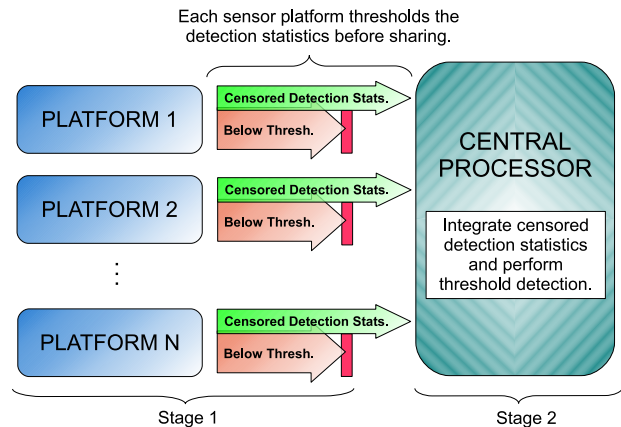 Each sensor platform thresholds the
detection statistics before sharing.
PLATFORM 1
Censored Detection Stats.
Below Thresh.
PLATFORM 2
Censored Detection Stats.
Below Thresh.
PLATFORM N
Censored Detection Stats.
Below Thresh.
CENTRAL
PROCESSOR
Integrate censored
detection statistics
and perform
threshold detection.
Stage 1
Stage 2